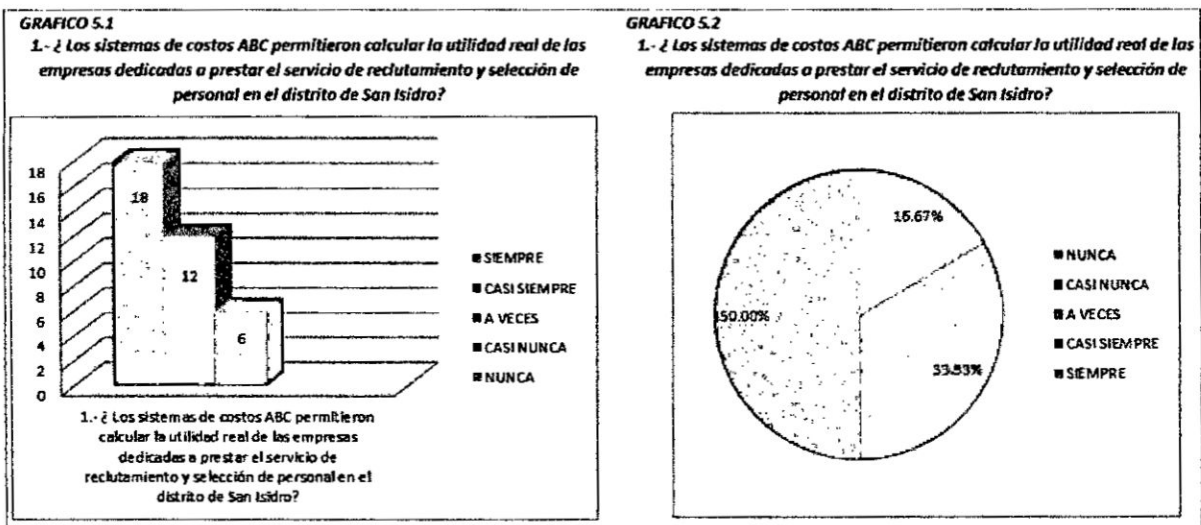 GRAFICO 5.1
1.- ¿ Los sistemas de costos ABC permitieron calcular la utilidad real de las
empresas dedicadas a prestar el servicio de reclutamiento y selección de
personal en el distrito de San Isidro?
18
16
14
12
10
8
6
4
2
0
18
12
6
SIEMPRE
CASI SIEMPRE
A VECES
CASI NUNCA
NUNCA
1.- ¿ Los sistemas de costos ABC permitieron
calcular la utilidad real de las empresas
dedicadas a prestar el servicio de
reclutamiento y selección de personal en el
distrito de San Isidro?
GRAFICO 5.2
1.- ¿ Los sistemas de costos ABC permitieron calcular la utilidad real de las
empresas dedicadas a prestar el servicio de reclutamiento y selección de
personal en el distrito de San Isidro?
16.67%
50.00%
33.33%
NUNCA
CASI NUNCA
A VECES
CASI SIEMPRE
SIEMPRE